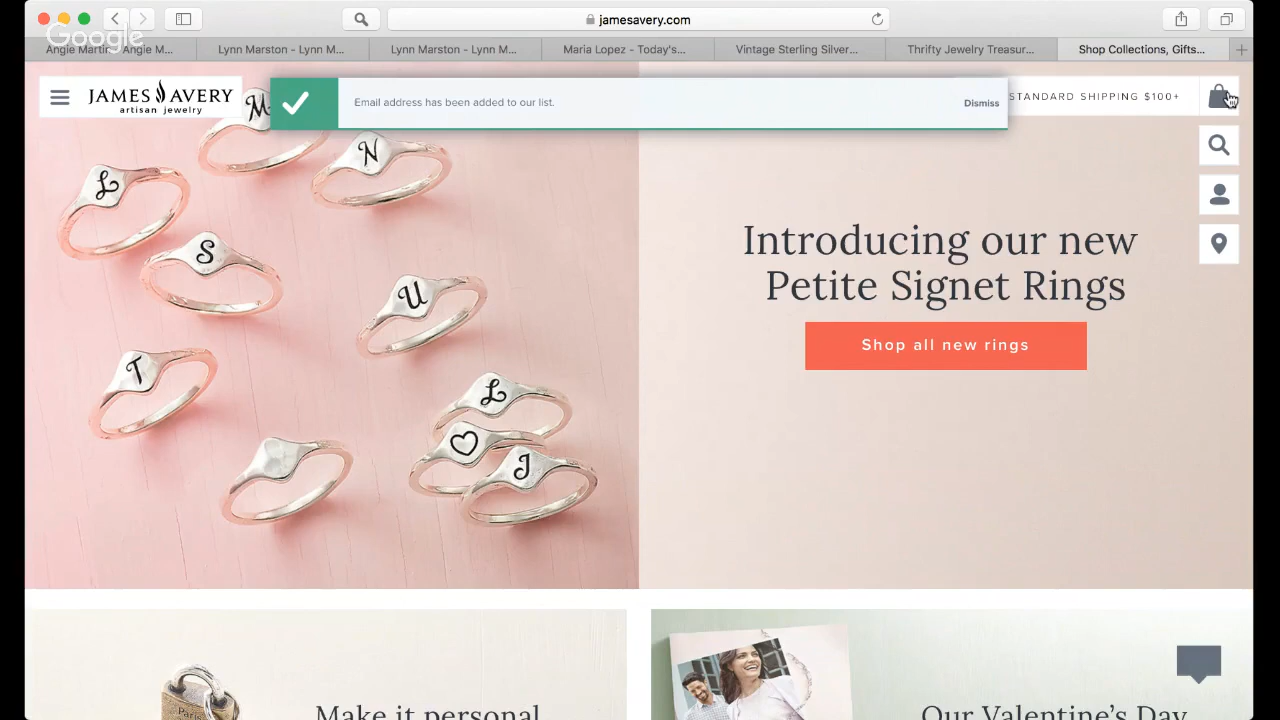 Google
jamesavery.com
Angie Martin - Angie M...
Lynn Marston - Lynn M...
Lynn Marston - Lynn M...
Maria Lopez - Today's...
Vintage Sterling Silver...
Thrifty Jewelry Treasur...
Shop Collections, Gifts...
JAMES AVERY
artisan jewelry
Email address has been added to our list.
Dismiss
STANDARD SHIPPING $100+
M
N
L
S
U
T
L
J
Introducing our new
Petite Signet Rings
Shop all new rings
Paris
Make it personal
Our Valentine's Day